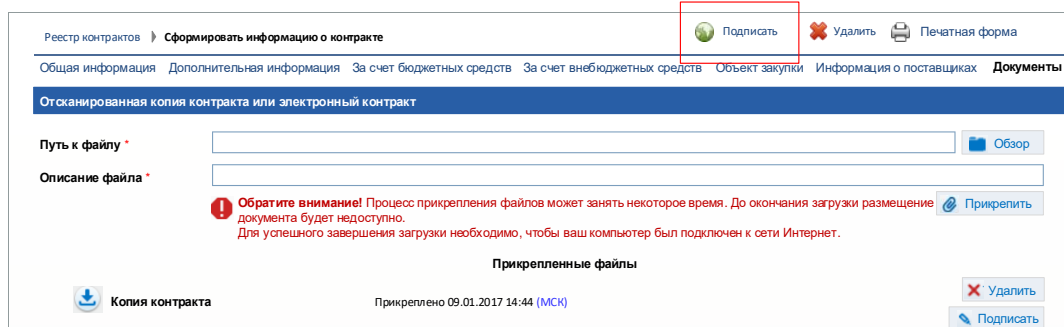 Реестр контрактов Сформировать информацию о контракте Подписать Удалить Печатная форма
Общая информация Дополнительная информация За счет бюджетных средств За счет внебюджетных средств Объект закупки Информация о поставщиках Документы
Отсканированная копия контракта или электронный контракт
Путь к файлу * Обзор
Описание файла *
Обратите внимание! Процесс прикрепления файлов может занять некоторое время. До окончания загрузки размещение Прикрепить
документа будет недоступно.
Для успешного завершения загрузки необходимо, чтобы ваш компьютер был подключен к сети Интернет.
Прикрепленные файлы
Удалить
Копия контракта Прикреплено 09.01.2017 14:44 (МСК)
Подписать